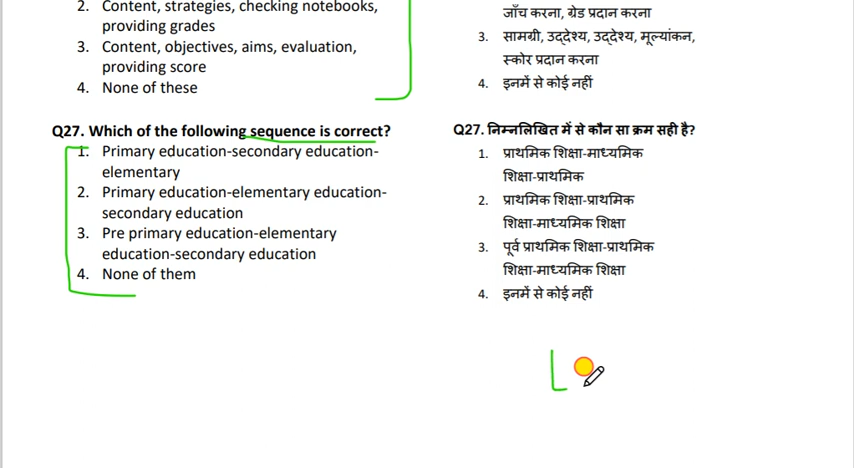 2. Content, strategies, checking notebooks,
providing grades
3. Content, objectives, aims, evaluation,
providing score
4. None of these
Q27. Which of the following sequence is correct?
1. Primary education-secondary education-
elementary
2. Primary education-elementary education-
secondary education
3. Pre primary education-elementary
education-secondary education
4. None of them
जाँच करना, ग्रेड प्रदान करना
3. सामग्री, उद्देश्य, उद्देश्य, मूल्यांकन,
स्कोर प्रदान करना
4. इनमें से कोई नहीं
Q27. निम्नलिखित में से कौन सा क्रम सही है?
1. प्राथमिक शिक्षा-माध्यमिक
शिक्षा-प्राथमिक
2. प्राथमिक शिक्षा-प्राथमिक
शिक्षा-माध्यमिक शिक्षा
3. पूर्व प्राथमिक शिक्षा-प्राथमिक
शिक्षा-माध्यमिक शिक्षा
4. इनमें से कोई नहीं